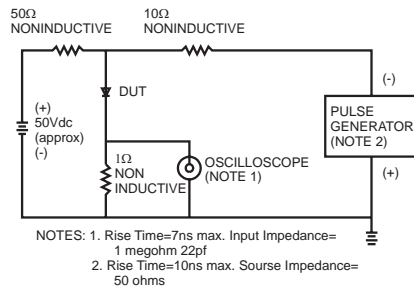 50Ω
NONINDUCTIVE
10Ω
NONINDUCTIVE
DUT
(+)
50Vdc
(approx)
(-)
1Ω
NON
INDUCTIVE
OSCILLOSCOPE
(NOTE 1)
(-)
PULSE
GENERATOR
(NOTE 2)
(+)
NOTES: 1. Rise Time=7ns max. Input Impedance=
1 megohm 22pf
2. Rise Time=10ns max. Sourse Impedance=
50 ohms